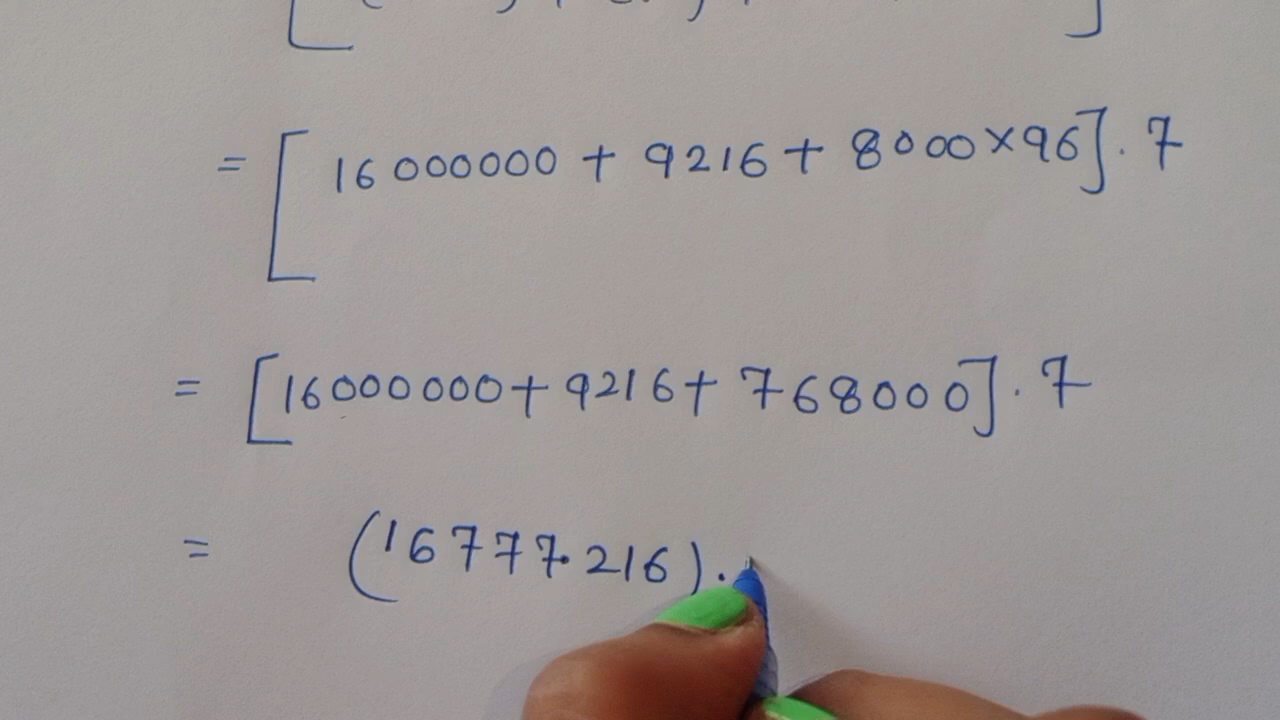 = [ 16000000 + 9216 + 8000×96] . 7
= [16000000 + 9216 + 768000] . 7
= (16777216) .